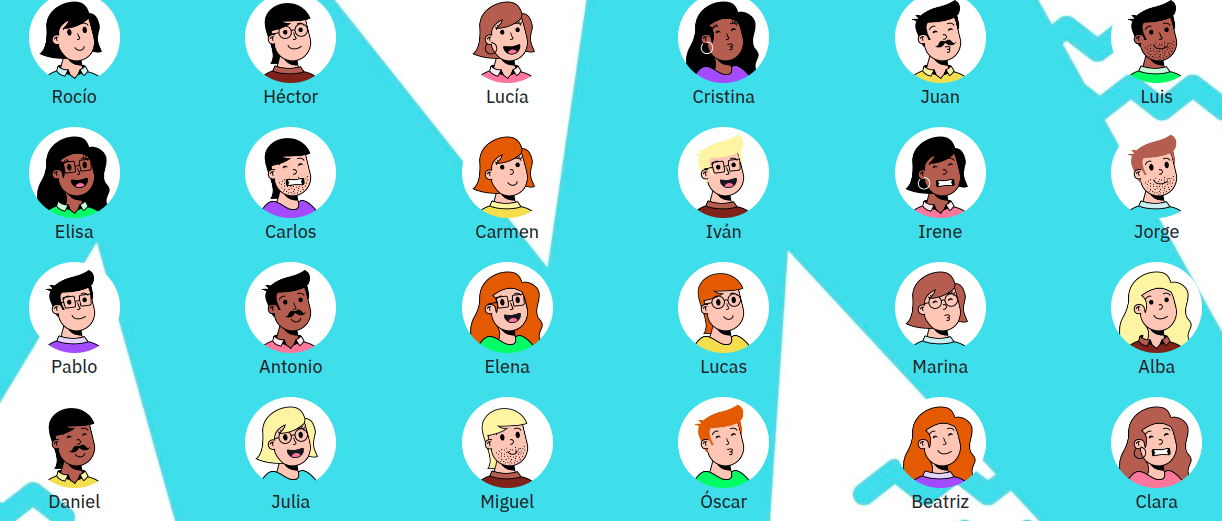 Rocío
Héctor
Lucía
Cristina
Juan
Luis
Elisa
Carlos
Carmen
Iván
Irene
Jorge
Pablo
Antonio
Elena
Lucas
Marina
Alba
Daniel
Julia
Miguel
Óscar
Beatriz
Clara